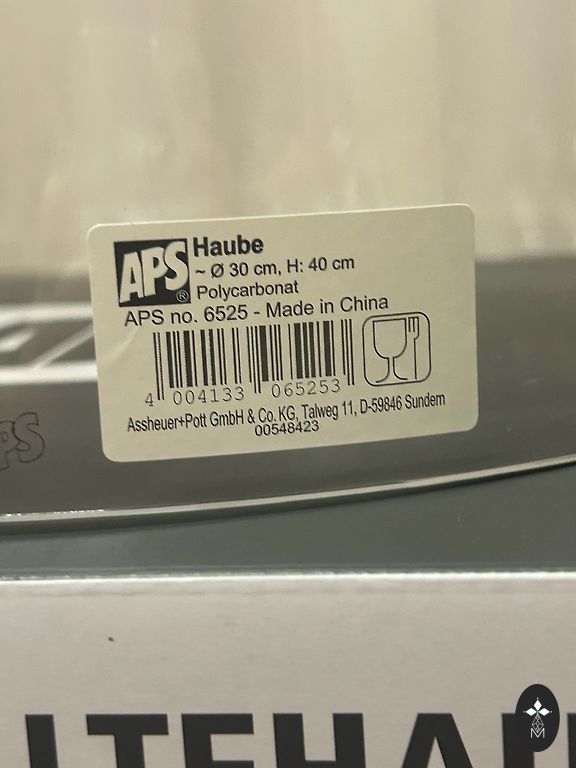 APS® Haube
~ Ø 30 cm, H: 40 cm
Polycarbonat
APS no. 6525 - Made in China
4 004133 065253
Assheuer+Pott GmbH & Co. KG, Talweg 11, D-59846 Sundern
00548423
PS